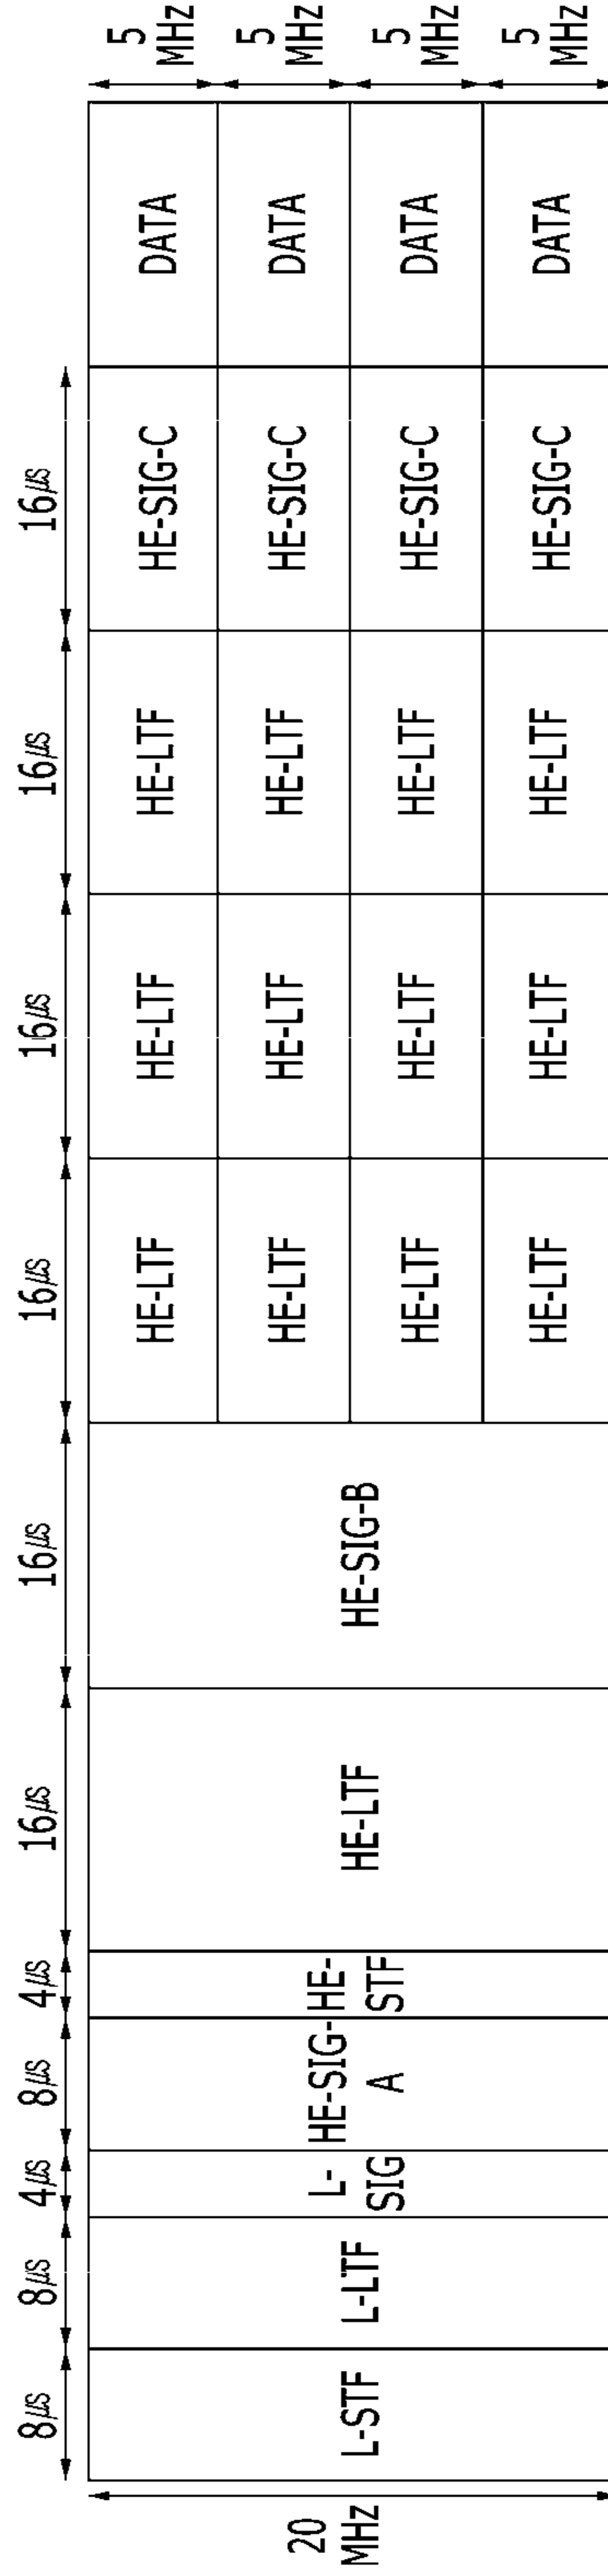 8㎲
8㎲
4㎲
8㎲
4㎲
16㎲
16㎲
16㎲
16㎲
16㎲
16㎲
20
MHz
L-STF
L-LTF
L-
SIG
HE-SIG-
A
HE-
STF
HE-LTF
HE-SIG-B
HE-LTF
HE-LTF
HE-LTF
HE-SIG-C
DATA
5
MHz
HE-LTF
HE-LTF
HE-LTF
HE-SIG-C
DATA
5
MHz
HE-LTF
HE-LTF
HE-LTF
HE-SIG-C
DATA
5
MHz
HE-LTF
HE-LTF
HE-LTF
HE-SIG-C
DATA
5
MHz